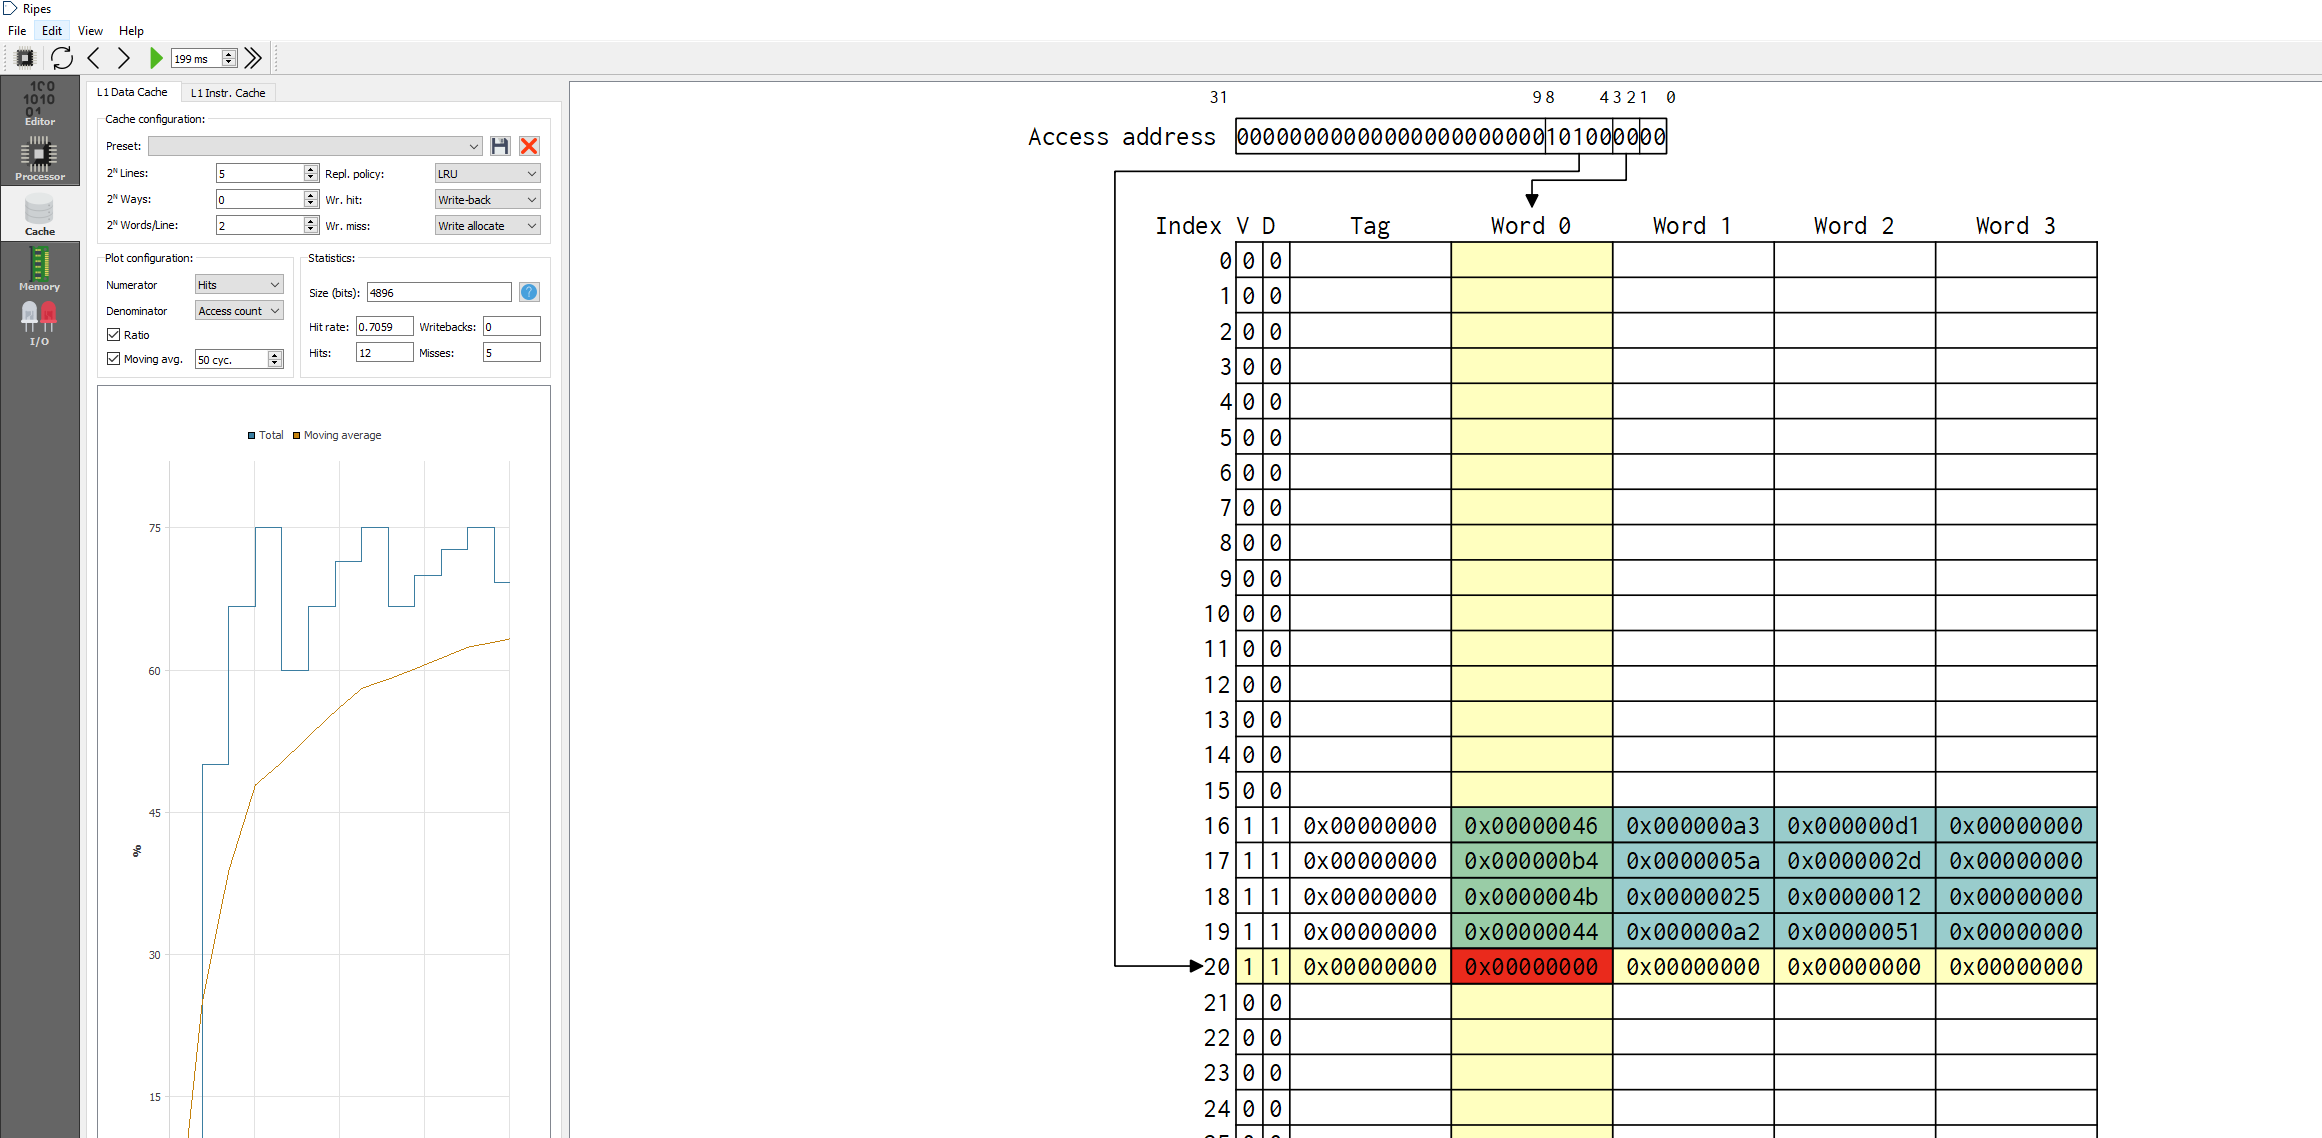 Ripes
File Edit View Help
199 ms
Editor
Processor
Cache
Memory
I/O
L1 Data Cache L1 Instr. Cache
Cache configuration:
Preset:
2ᴺ Lines: 5 Repl. policy: LRU
2ᴺ Ways: 0 Wr. hit: Write-back
2ᴺ Words/Line: 2 Wr. miss: Write allocate
Plot configuration:
Numerator Hits
Denominator Access count
Ratio
Moving avg. 50 cyc.
Statistics:
Size (bits): 4896
Hit rate: 0.7059 Writebacks: 0
Hits: 12 Misses: 5
Total Moving average
75
60
45
30
15
%
31 9 8 4 3 2 1 0
Access address 00000000000000000000000101000000
Index V D Tag Word 0 Word 1 Word 2 Word 3
0 0 0
1 0 0
2 0 0
3 0 0
4 0 0
5 0 0
6 0 0
7 0 0
8 0 0
9 0 0
10 0 0
11 0 0
12 0 0
13 0 0
14 0 0
15 0 0
16 1 1 0x00000000 0x00000046 0x000000a3 0x000000d1 0x00000000
17 1 1 0x00000000 0x000000b4 0x0000005a 0x0000002d 0x00000000
18 1 1 0x00000000 0x0000004b 0x00000025 0x00000012 0x00000000
19 1 1 0x00000000 0x00000044 0x000000a2 0x00000051 0x00000000
20 1 1 0x00000000 0x00000000 0x00000000 0x00000000 0x00000000
21 0 0
22 0 0
23 0 0
24 0 0